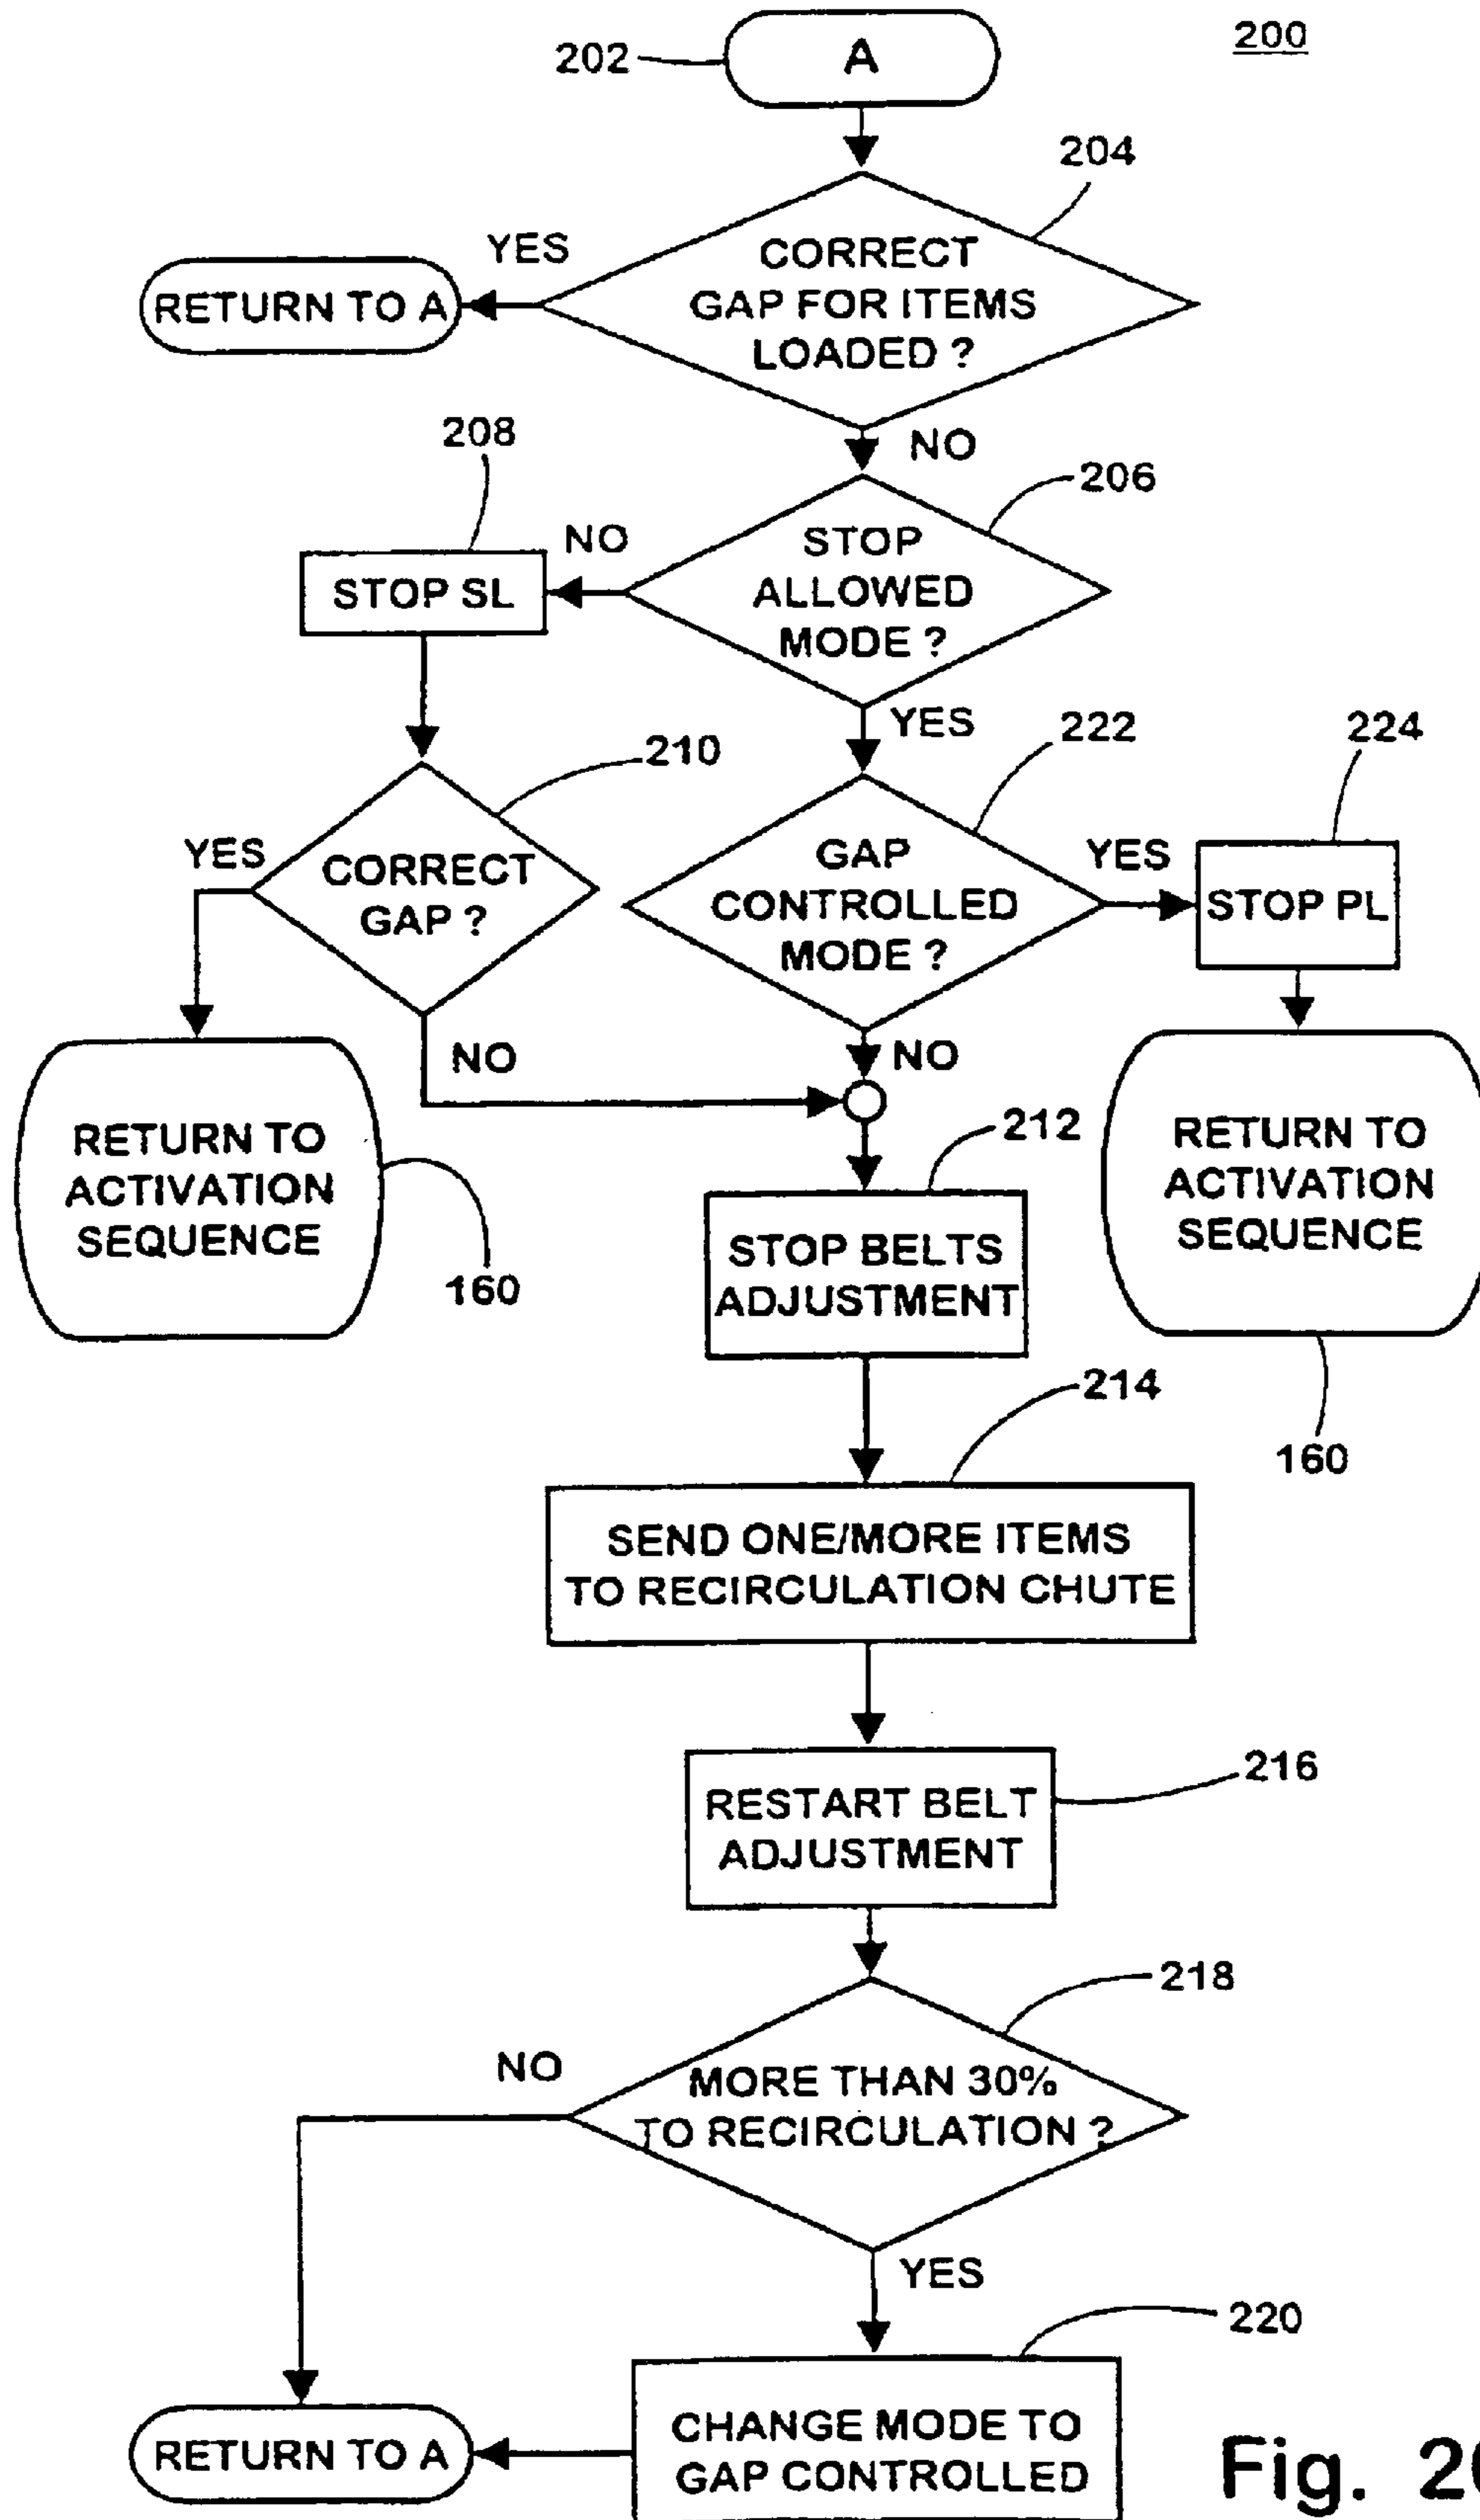 200
202
A
204
YES
CORRECT
GAP FOR ITEMS
LOADED ?
RETURN TO A
NO
208
206
NO
STOP
ALLOWED
MODE ?
STOP SL
YES
222
224
210
YES
CORRECT
GAP ?
GAP
CONTROLLED
MODE ?
YES
STOP PL
NO
NO
212
RETURN TO
ACTIVATION
SEQUENCE
160
RETURN TO
ACTIVATION
SEQUENCE
160
STOP BELTS
ADJUSTMENT
214
SEND ONE/MORE ITEMS
TO RECIRCULATION CHUTE
216
RESTART BELT
ADJUSTMENT
218
NO
MORE THAN 30%
TO RECIRCULATION ?
YES
220
CHANGE MODE TO
GAP CONTROLLED
RETURN TO A
Fig.